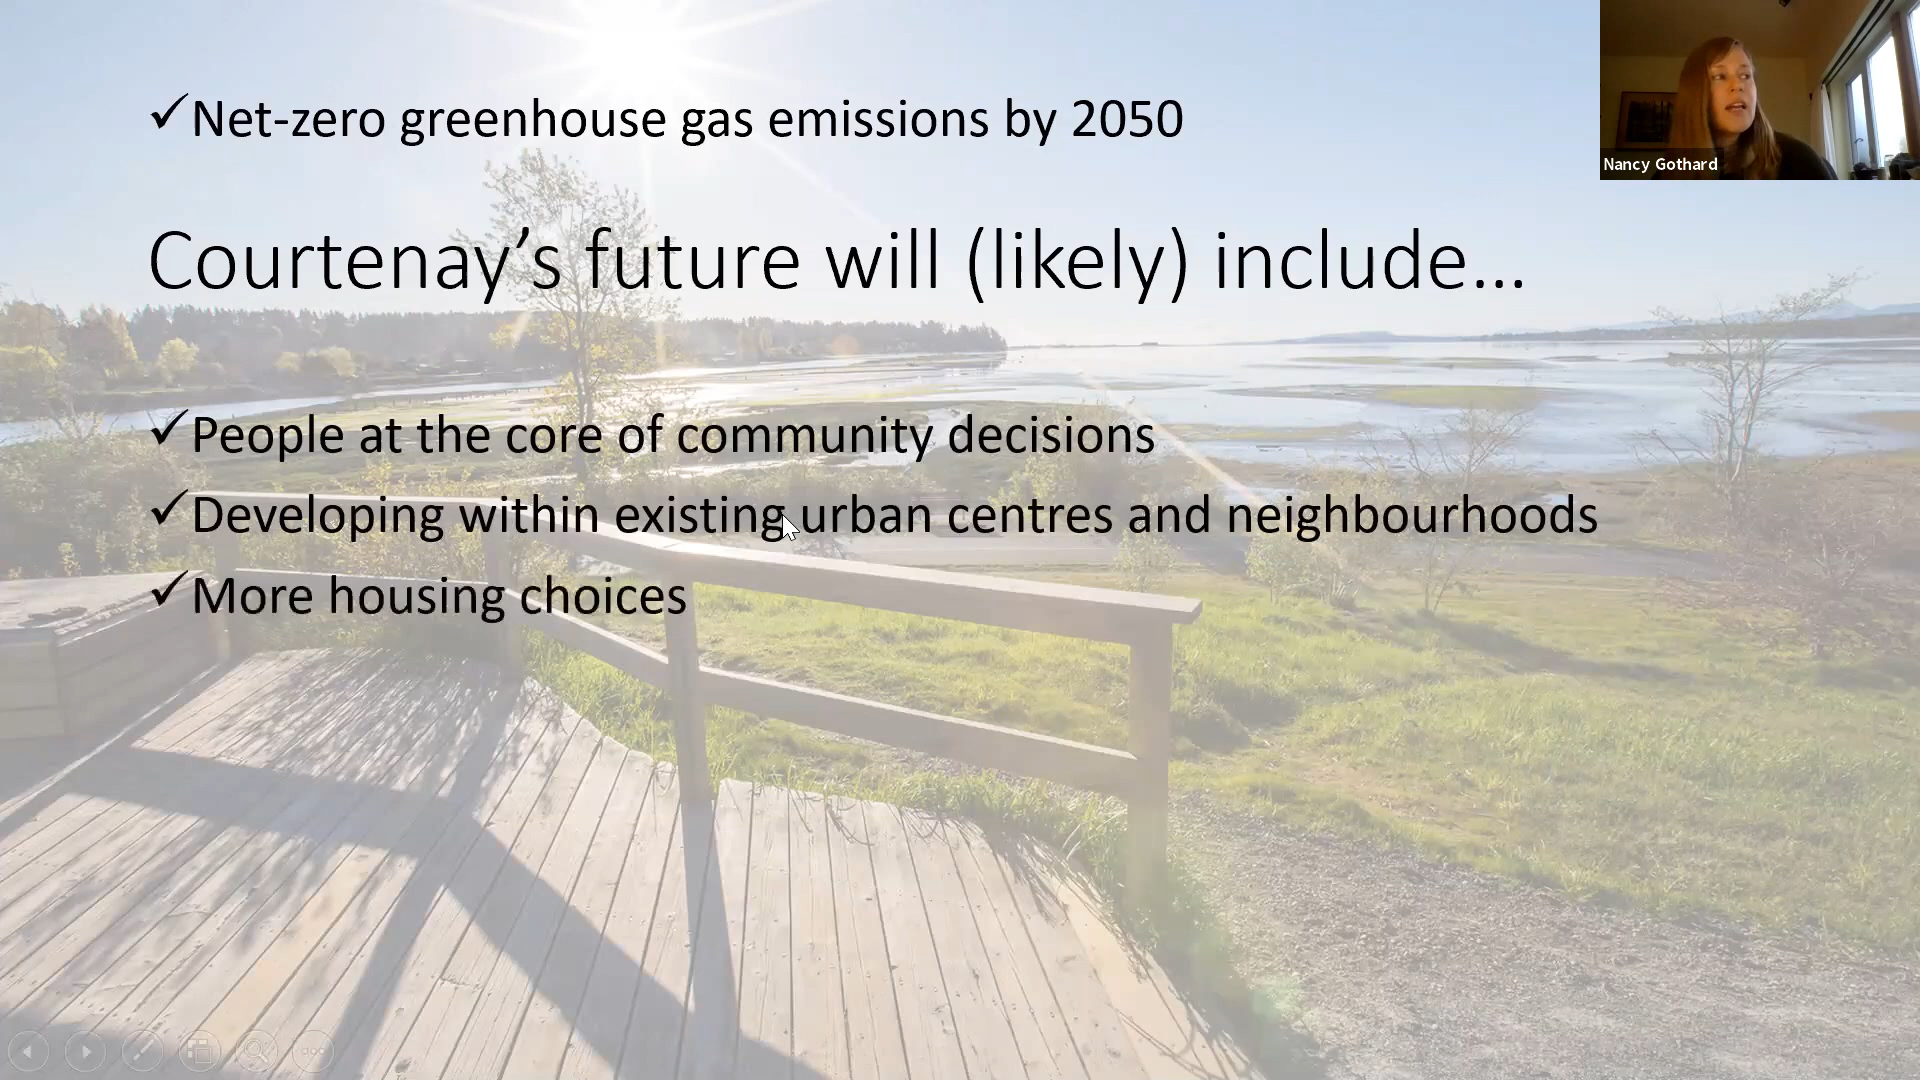 ✓Net-zero greenhouse gas emissions by 2050
Nancy Gothard
Courtenay’s future will (likely) include…
✓People at the core of community decisions
✓Developing within existing urban centres and neighbourhoods
✓More housing choices